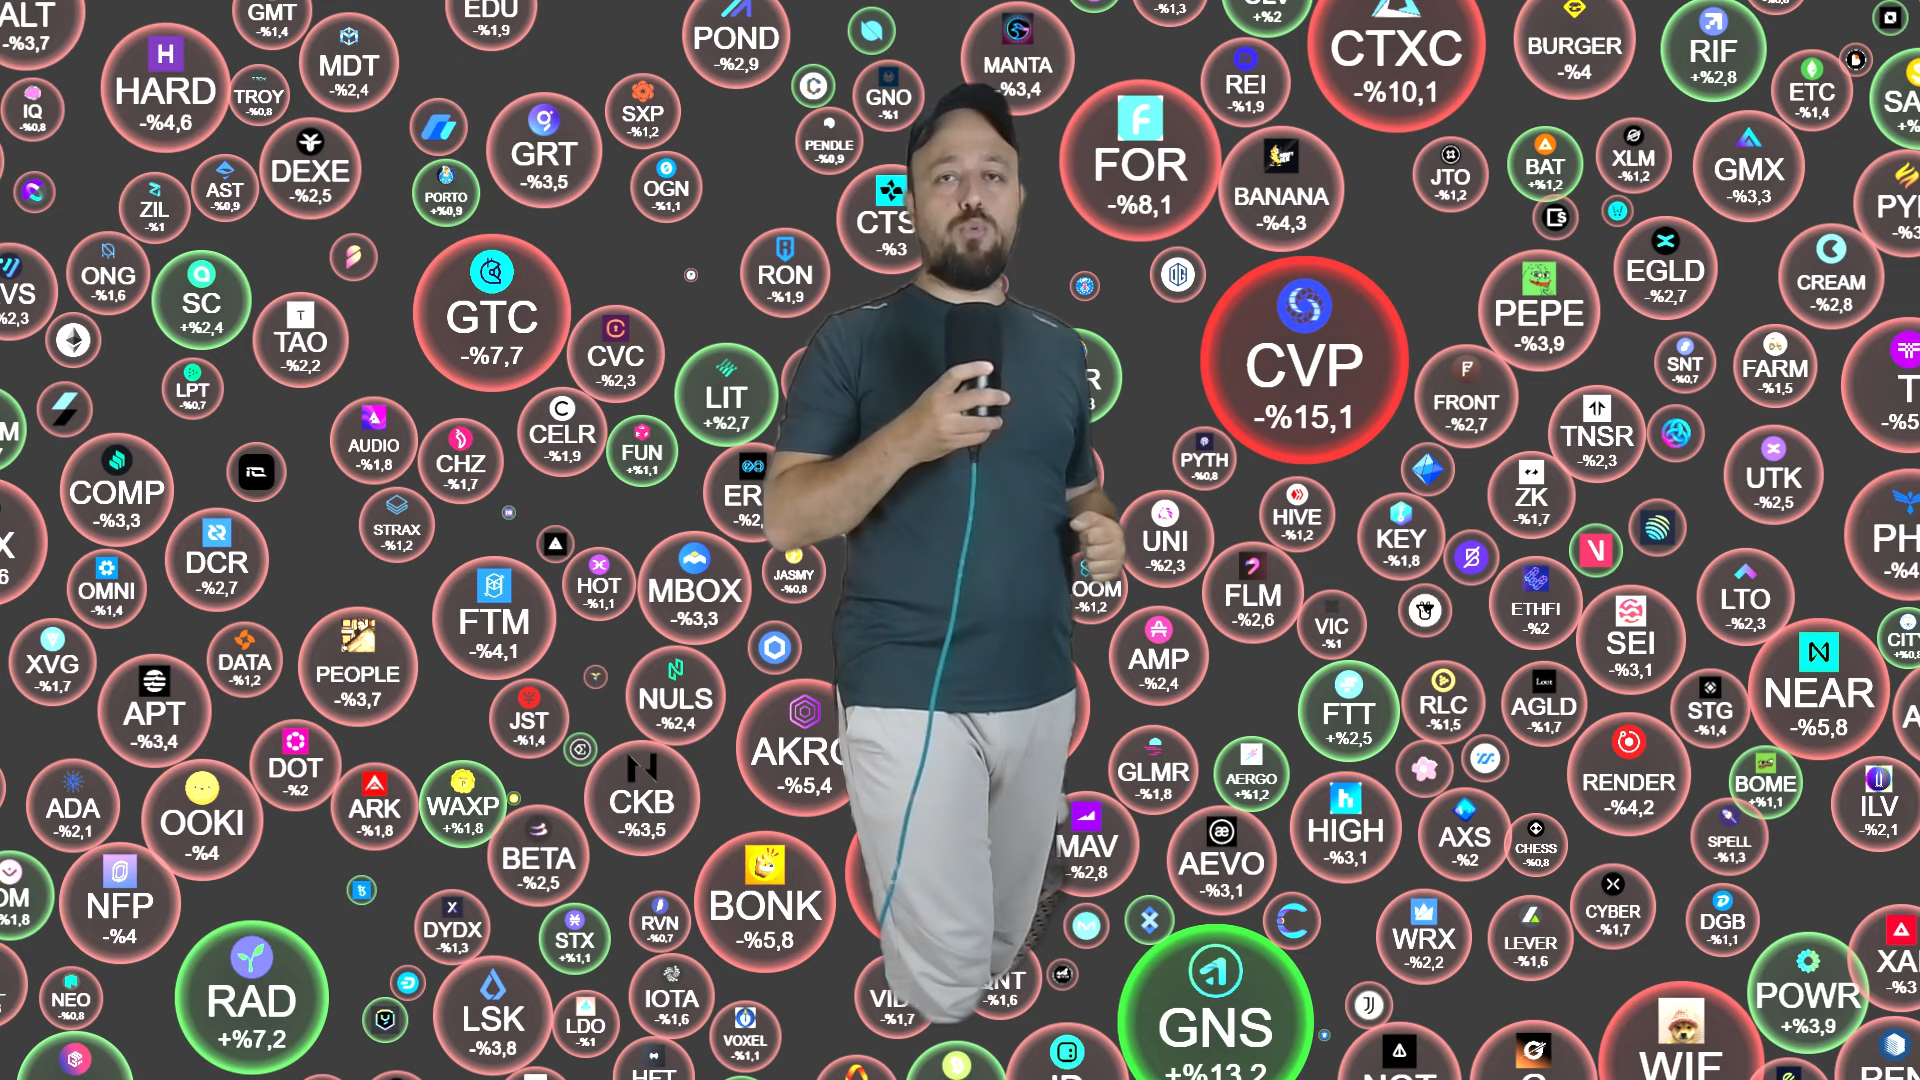 ALT
-%3,7
GMT
-%1,4
EDU
-%1,9
POND
-%2,9
MANTA
-%3,4
-%1,3
+%2
CTXC
-%10,1
BURGER
-%4
RIF
+%2,8
HARD
-%4,6
MDT
-%2,4
TROY
-%0,8
IQ
-%0,8
SXP
-%1,2
GNO
-%1
REI
-%1,9
ETC
-%1,4
GRT
-%3,5
PENDLE
-%0,9
FOR
-%8,1
BANANA
-%4,3
JTO
-%1,2
BAT
+%1,2
XLM
-%1,2
GMX
-%3,3
DEXE
-%2,5
AST
-%0,9
ZIL
-%1
PORTO
+%0,9
OGN
-%1,1
CTS
-%3
ONG
-%1,6
SC
+%2,4
TAO
-%2,2
GTC
-%7,7
RON
-%1,9
CVP
-%15,1
PEPE
-%3,9
EGLD
-%2,7
CREAM
-%2,8
CVC
-%2,3
LPT
-%0,7
LIT
+%2,7
FRONT
-%2,7
SNT
-%0,7
FARM
-%1,5
AUDIO
-%1,8
CHZ
-%1,7
CELR
-%1,9
FUN
+%1,1
PYTH
-%0,8
TNSR
-%2,3
UTK
-%2,5
COMP
-%3,3
STRAX
-%1,2
HIVE
-%1,2
ZK
-%1,7
KEY
-%1,8
UNI
-%2,3
DCR
-%2,7
OMNI
-%1,4
HOT
-%1,1
MBOX
-%3,3
JASMY
-%0,8
FTM
-%4,1
OOM
-%1,2
FLM
-%2,6
VIC
-%1
ETHFI
-%2
SEI
-%3,1
LTO
-%2,3
XVG
-%1,7
DATA
-%1,2
PEOPLE
-%3,7
AMP
-%2,4
NEAR
-%5,8
APT
-%3,4
NULS
-%2,4
JST
-%1,4
FTT
+%2,5
RLC
-%1,5
AGLD
-%1,7
STG
-%1,4
AKRO
-%5,4
DOT
-%2
GLMR
-%1,8
AERGO
+%1,2
RENDER
-%4,2
BOME
+%1,1
ADA
-%2,1
OOKI
-%4
ARK
-%1,8
WAXP
+%1,8
CKB
-%3,5
ILV
-%2,1
HIGH
-%3,1
AXS
-%2
CHESS
-%0,8
SPELL
-%1,3
BETA
-%2,5
MAV
-%2,8
AEVO
-%3,1
NFP
-%4
BONK
-%5,8
DYDX
-%1,3
STX
+%1,1
RVN
-%0,7
CYBER
-%1,7
DGB
-%1,1
WRX
-%2,2
LEVER
-%1,6
RAD
+%7,2
NEO
-%0,8
LSK
-%3,8
LDO
-%1
IOTA
-%1,6
VOXEL
-%1,1
-%1,7
-%1,6
GNS
+%13,2
POWR
+%3,9
WIF